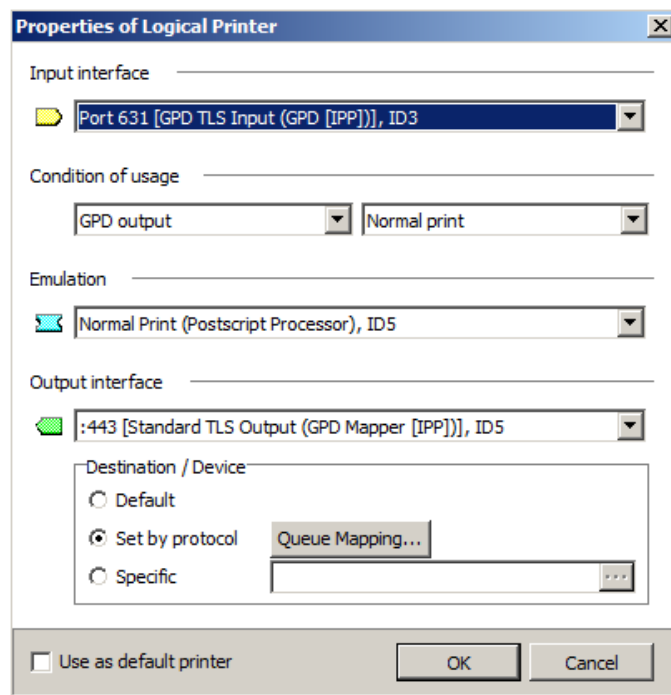 Properties of Logical Printer
Input interface
Port 631 [GPD TLS Input (GPD [IPP])], ID3
Condition of usage
GPD output Normal print
Emulation
Normal Print (Postscript Processor), ID5
Output interface
:443 [Standard TLS Output (GPD Mapper [IPP])], ID5
Destination / Device
Default
Set by protocol Queue Mapping...
Specific ...
Use as default printer OK Cancel